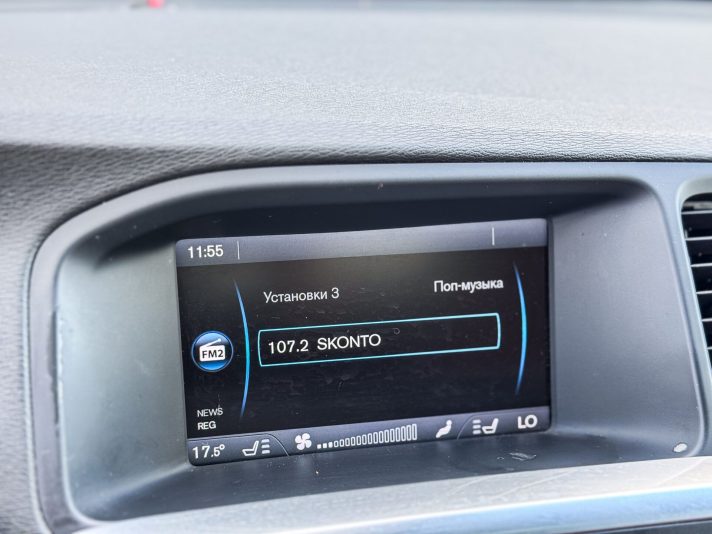 11:55
Установки 3
Поп-музыка
FM2
107.2 SKONTO
NEWS
REG
17.5°
LO